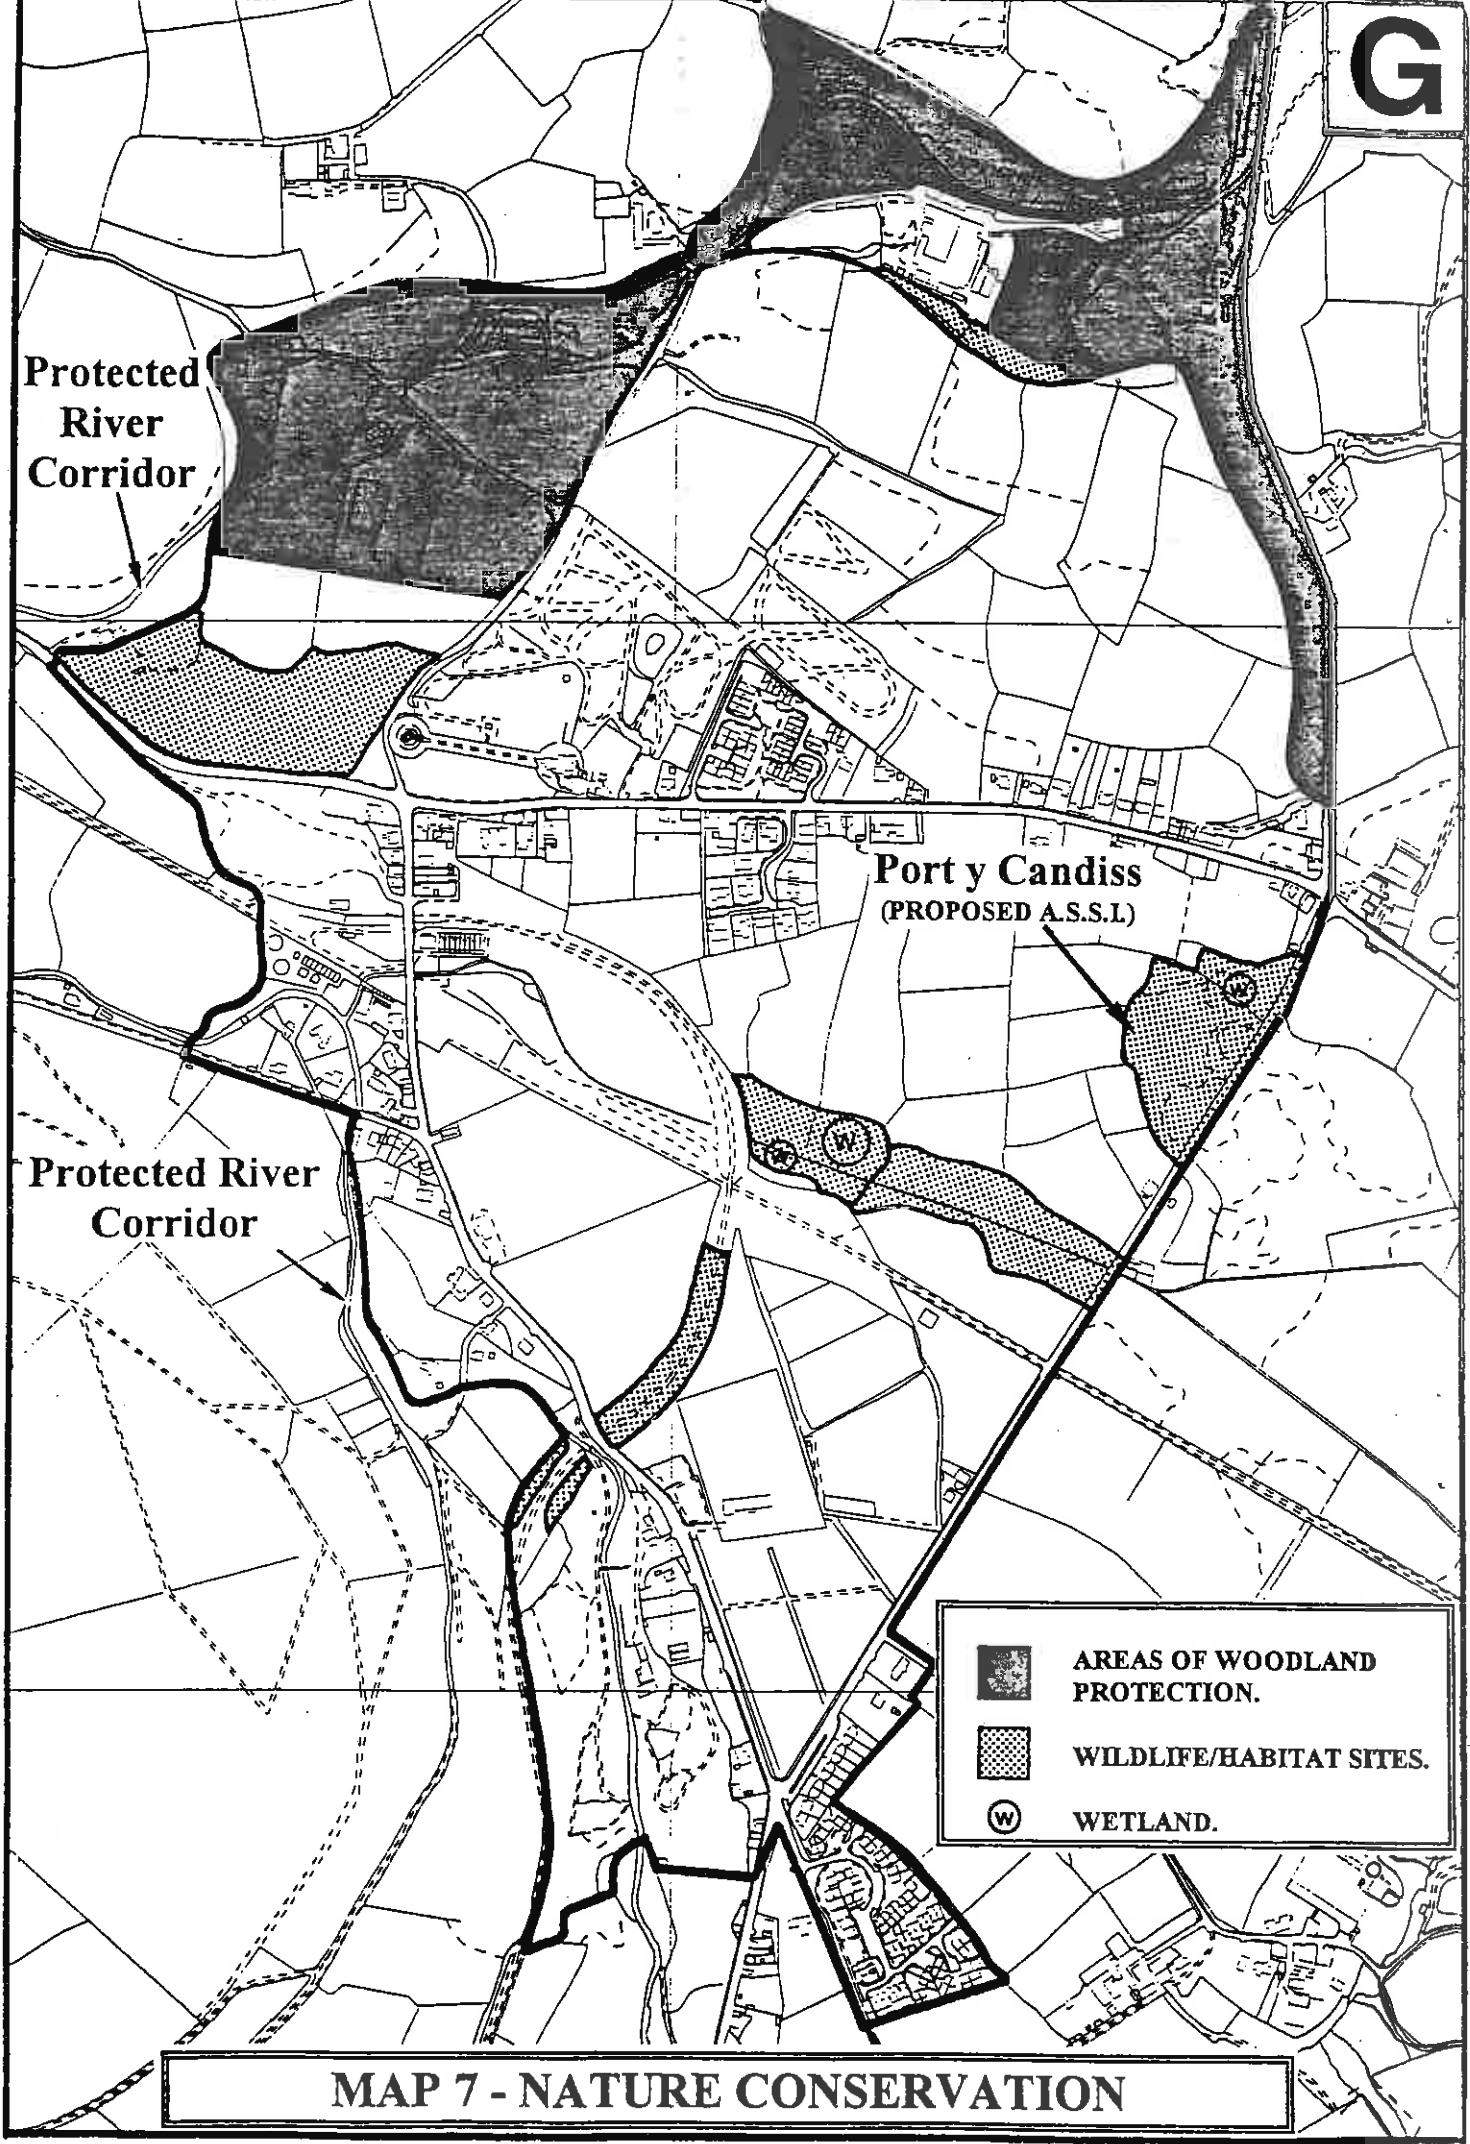 G
Protected
River
Corridor
Port y Candiss
(PROPOSED A.S.S.I.)
W
W
W
Protected River
Corridor
AREAS OF WOODLAND
PROTECTION.
WILDLIFE/HABITAT SITES.
W WETLAND.
MAP 7 - NATURE CONSERVATION